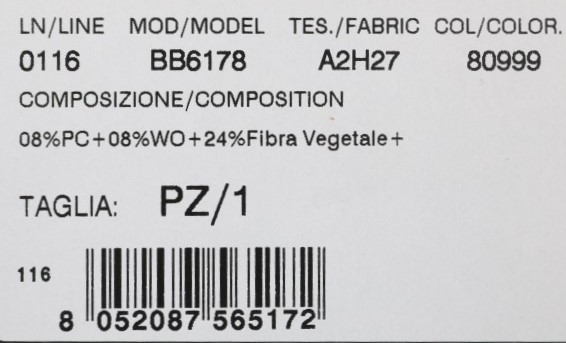 LN/LINE MOD/MODEL TES./FABRIC COL/COLOR.
0116 BB6178 A2H27 80999
COMPOSIZIONE/COMPOSITION
08%PC+08%WO+24%Fibra Vegetale+
TAGLIA: PZ/1
116
8 052087 565172